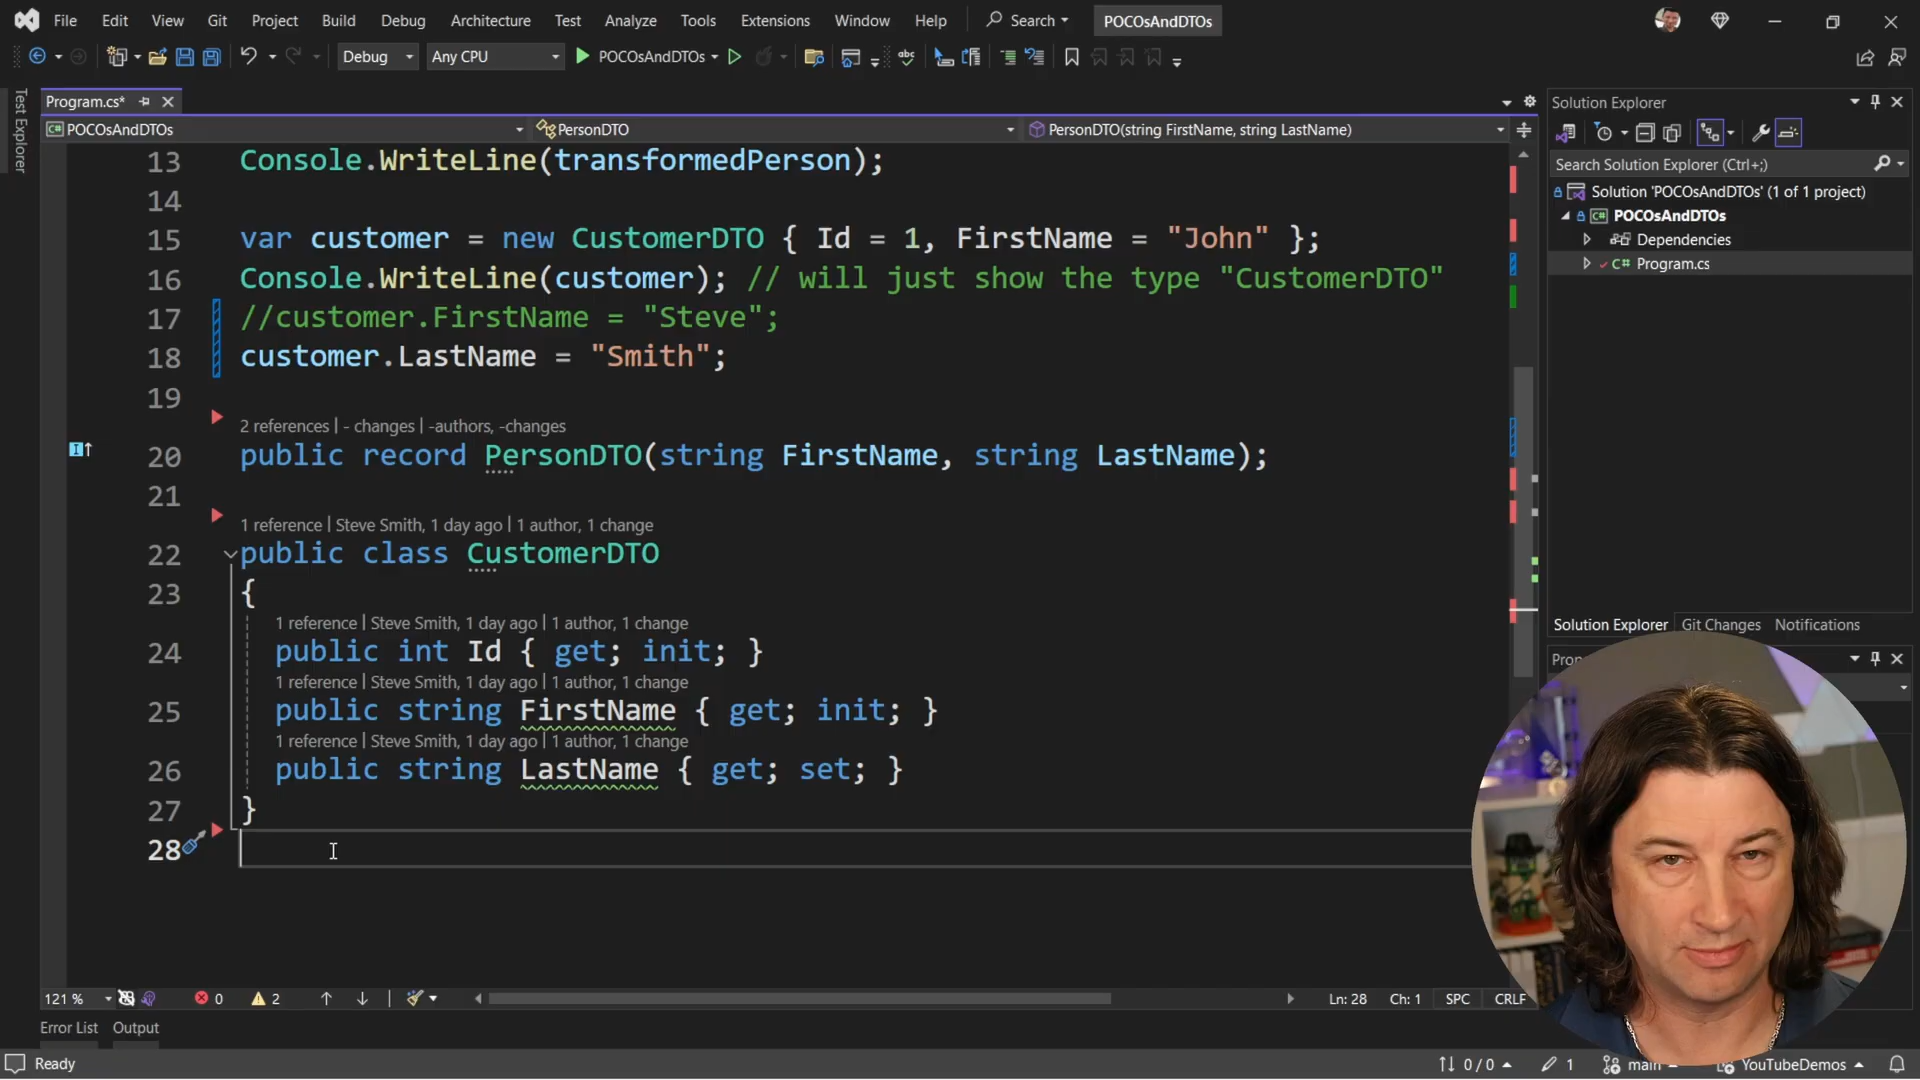 File Edit View Git Project Build Debug Architecture Test Analyze Tools Extensions Window Help Search POCOsAndDTOs
Debug Any CPU POCOsAndDTOs
Test Explorer
Program.cs*
POCOsAndDTOs PersonDTO PersonDTO(string FirstName, string LastName)
13 Console.WriteLine(transformedPerson);
14
15 var customer = new CustomerDTO { Id = 1, FirstName = "John" };
16 Console.WriteLine(customer); // will just show the type "CustomerDTO"
17 //customer.FirstName = "Steve";
18 customer.LastName = "Smith";
19
2 references | - changes | -authors, -changes
20 public record PersonDTO(string FirstName, string LastName);
21
1 reference | Steve Smith, 1 day ago | 1 author, 1 change
22 public class CustomerDTO
23 {
1 reference | Steve Smith, 1 day ago | 1 author, 1 change
24 public int Id { get; init; }
1 reference | Steve Smith, 1 day ago | 1 author, 1 change
25 public string FirstName { get; init; }
1 reference | Steve Smith, 1 day ago | 1 author, 1 change
26 public string LastName { get; set; }
27 }
28
121 % 0 2 Ln: 28 Ch: 1 SPC CRLF
Error List Output
Ready 0 / 0 1 main YouTubeDemos
Solution Explorer
Search Solution Explorer (Ctrl+;)
Solution 'POCOsAndDTOs' (1 of 1 project)
POCOsAndDTOs
Dependencies
C# Program.cs
Solution Explorer Git Changes Notifications